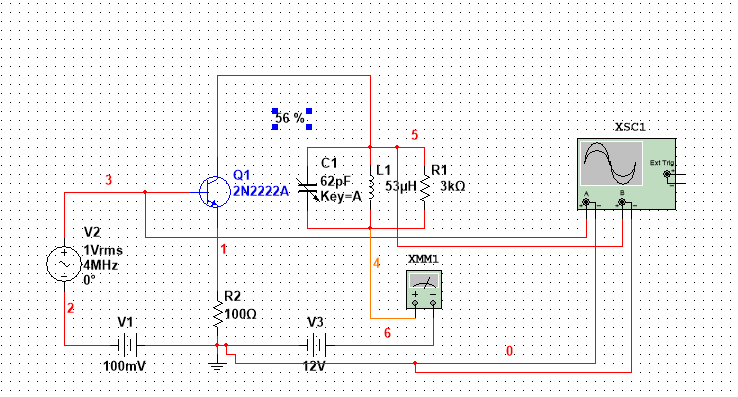 56 %
XSC1
Ext Trig
A
B
5
C1
62pF
Key=A
L1
53µH
R1
3kΩ
3
Q1
2N2222A
V2
1Vrms
4MHz
0°
1
4
XMM1
2
R2
100Ω
V1
100mV
V3
12V
6
0